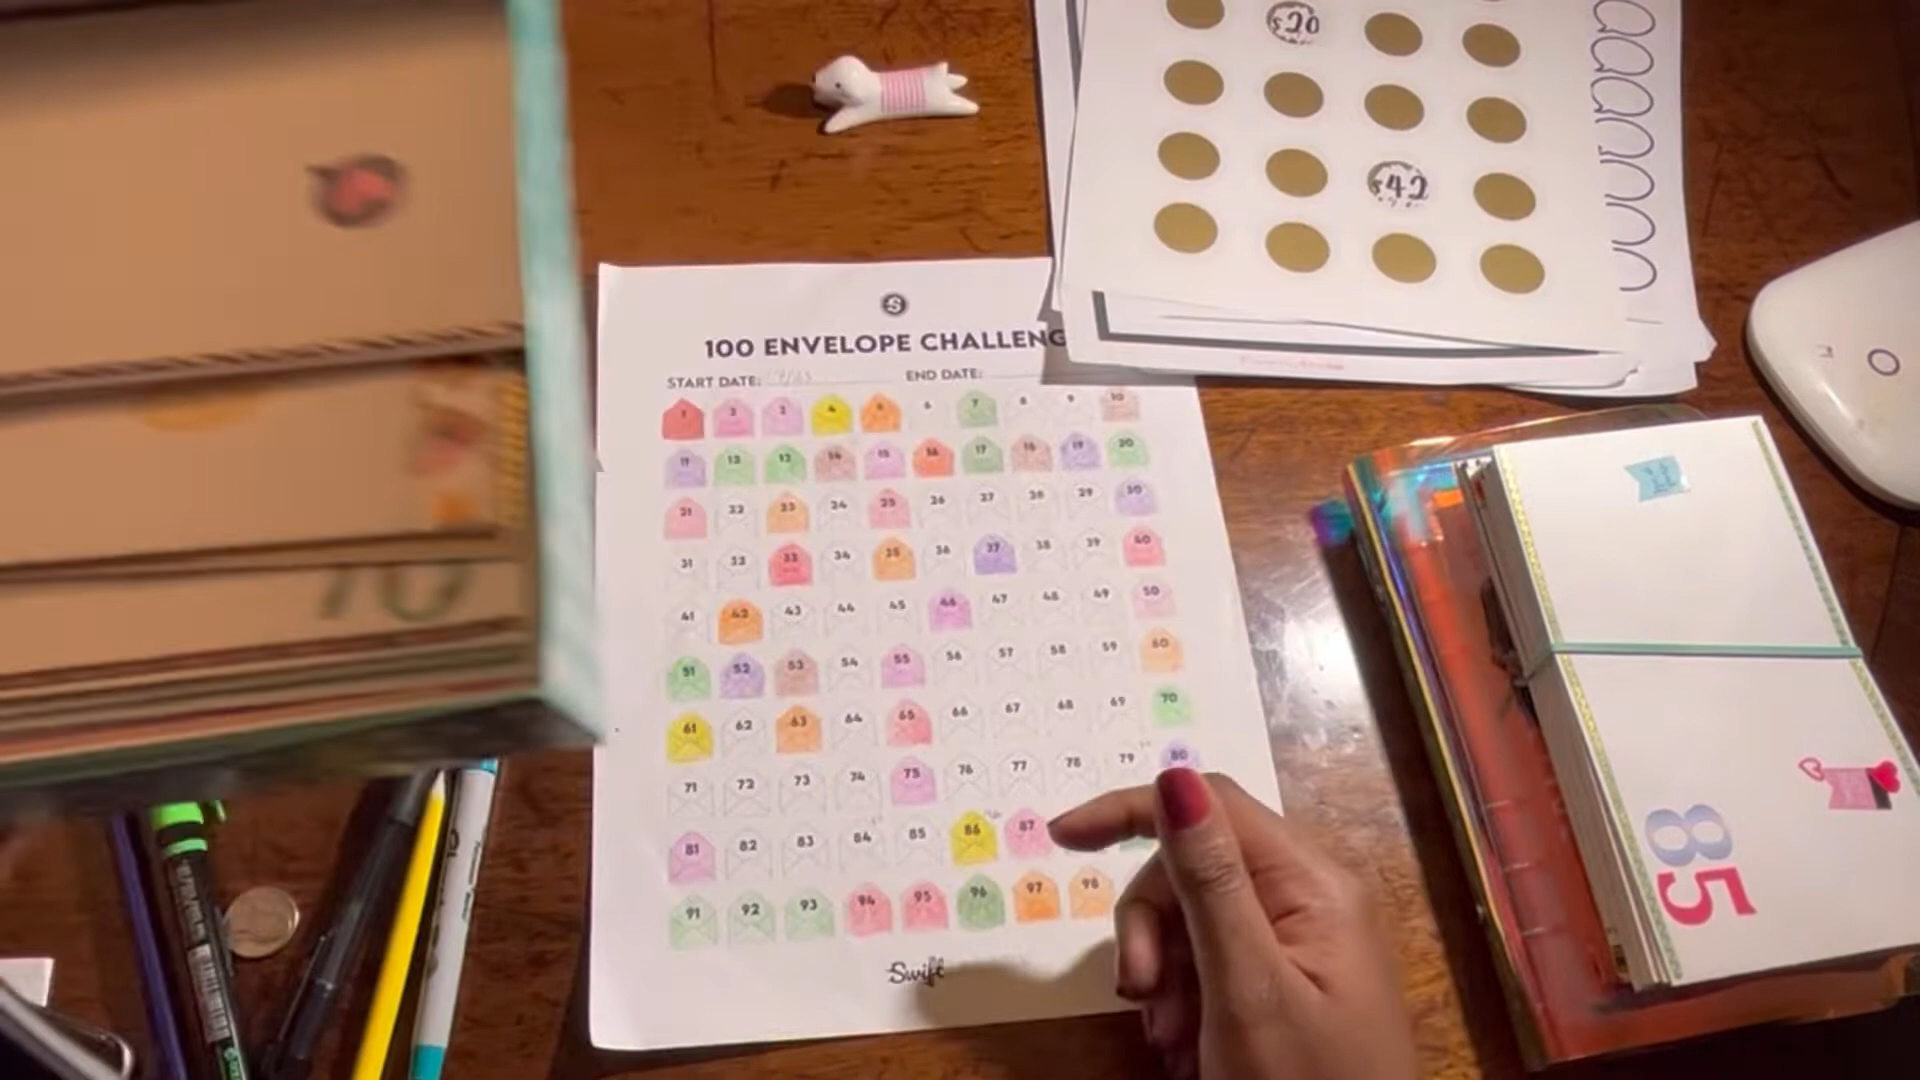 $20
$42
S
100 ENVELOPE CHALLENG
START DATE: END DATE:
1 2 3 4 5 6 7 8 9 10
11 12 13 14 15 16 17 18 19 20
21 22 23 24 25 26 27 28 29 30
31 32 33 34 35 36 37 38 39 40
41 42 43 44 45 46 47 48 49 50
51 52 53 54 55 56 57 58 59 60
61 62 63 64 65 66 67 68 69 70
71 72 73 74 75 76 77 78 79 80
81 82 83 84 85 86 87
91 92 93 94 95 96 97 98
Swift
85
10
M